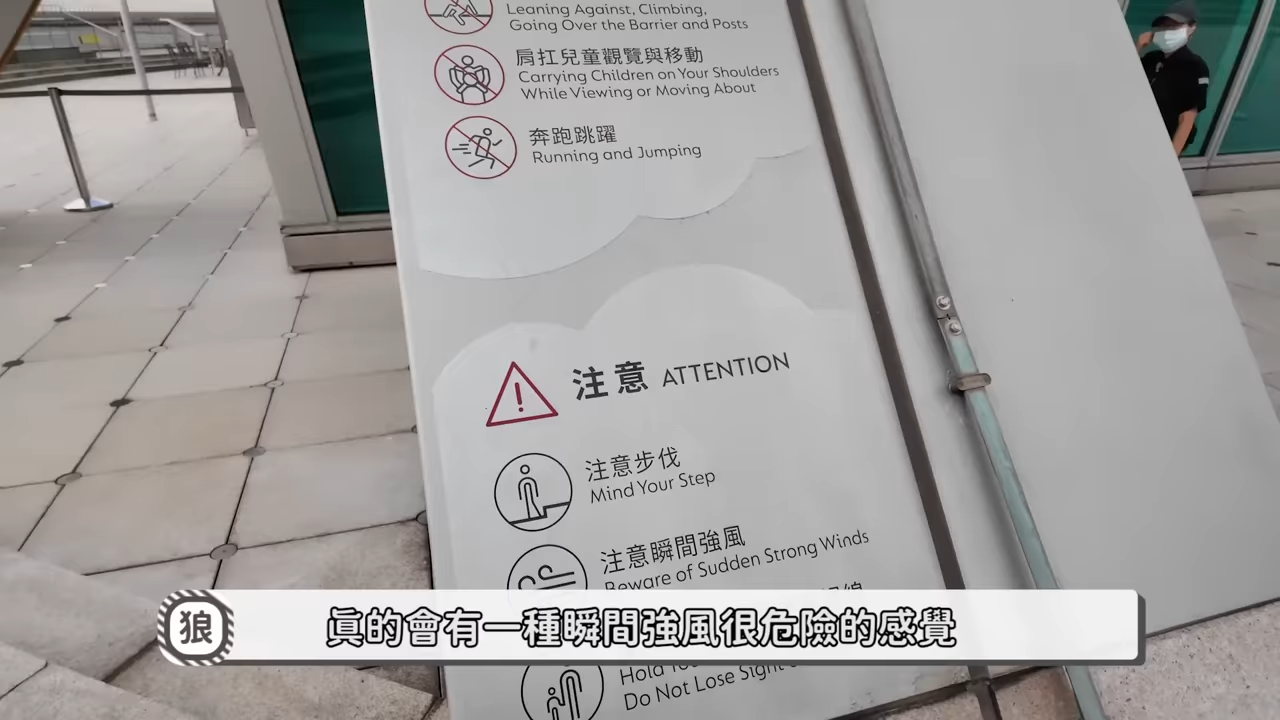 Leaning Against, Climbing,
Going Over the Barrier and Posts
肩扛兒童觀覽與移動
Carrying Children on Your Shoulders
While Viewing or Moving About
奔跑跳躍
Running and Jumping
注意 ATTENTION
注意步伐
Mind Your Step
注意瞬間強風
Beware of Sudden Strong Winds
狼
真的會有一種瞬間強風很危險的感覺
Hold
Do Not Lose Sight